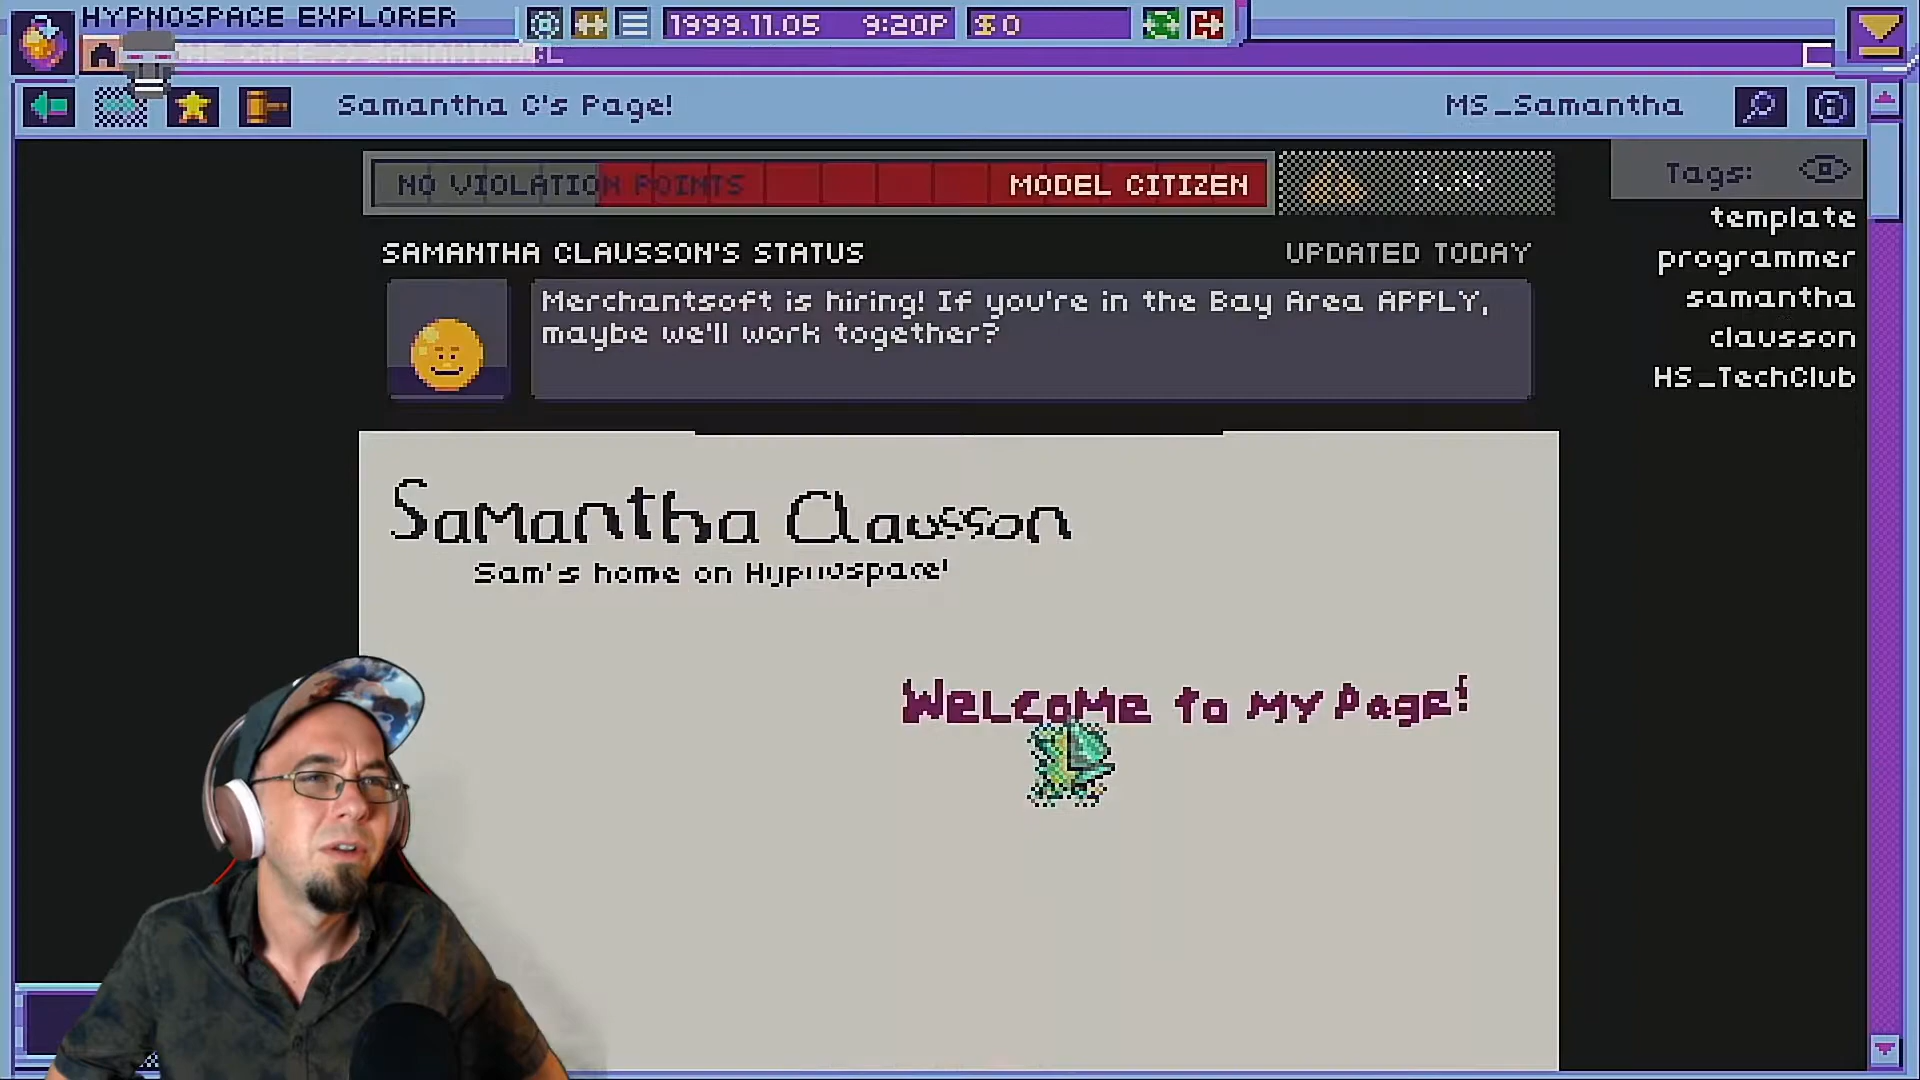 HYPNOSPACE EXPLORER
1999.11.05 9:20P 0
Samantha C's Page! MS_Samantha
NO VIOLATION POINTS MODEL CITIZEN
Tags:
template
programmer
samantha
clausson
HS_TechClub
SAMANTHA CLAUSSON'S STATUS UPDATED TODAY
Merchantsoft is hiring! If you're in the Bay Area APPLY,
maybe we'll work together?
Samantha Clausson
Sam's home on Hypnospace!
Welcome to my page!